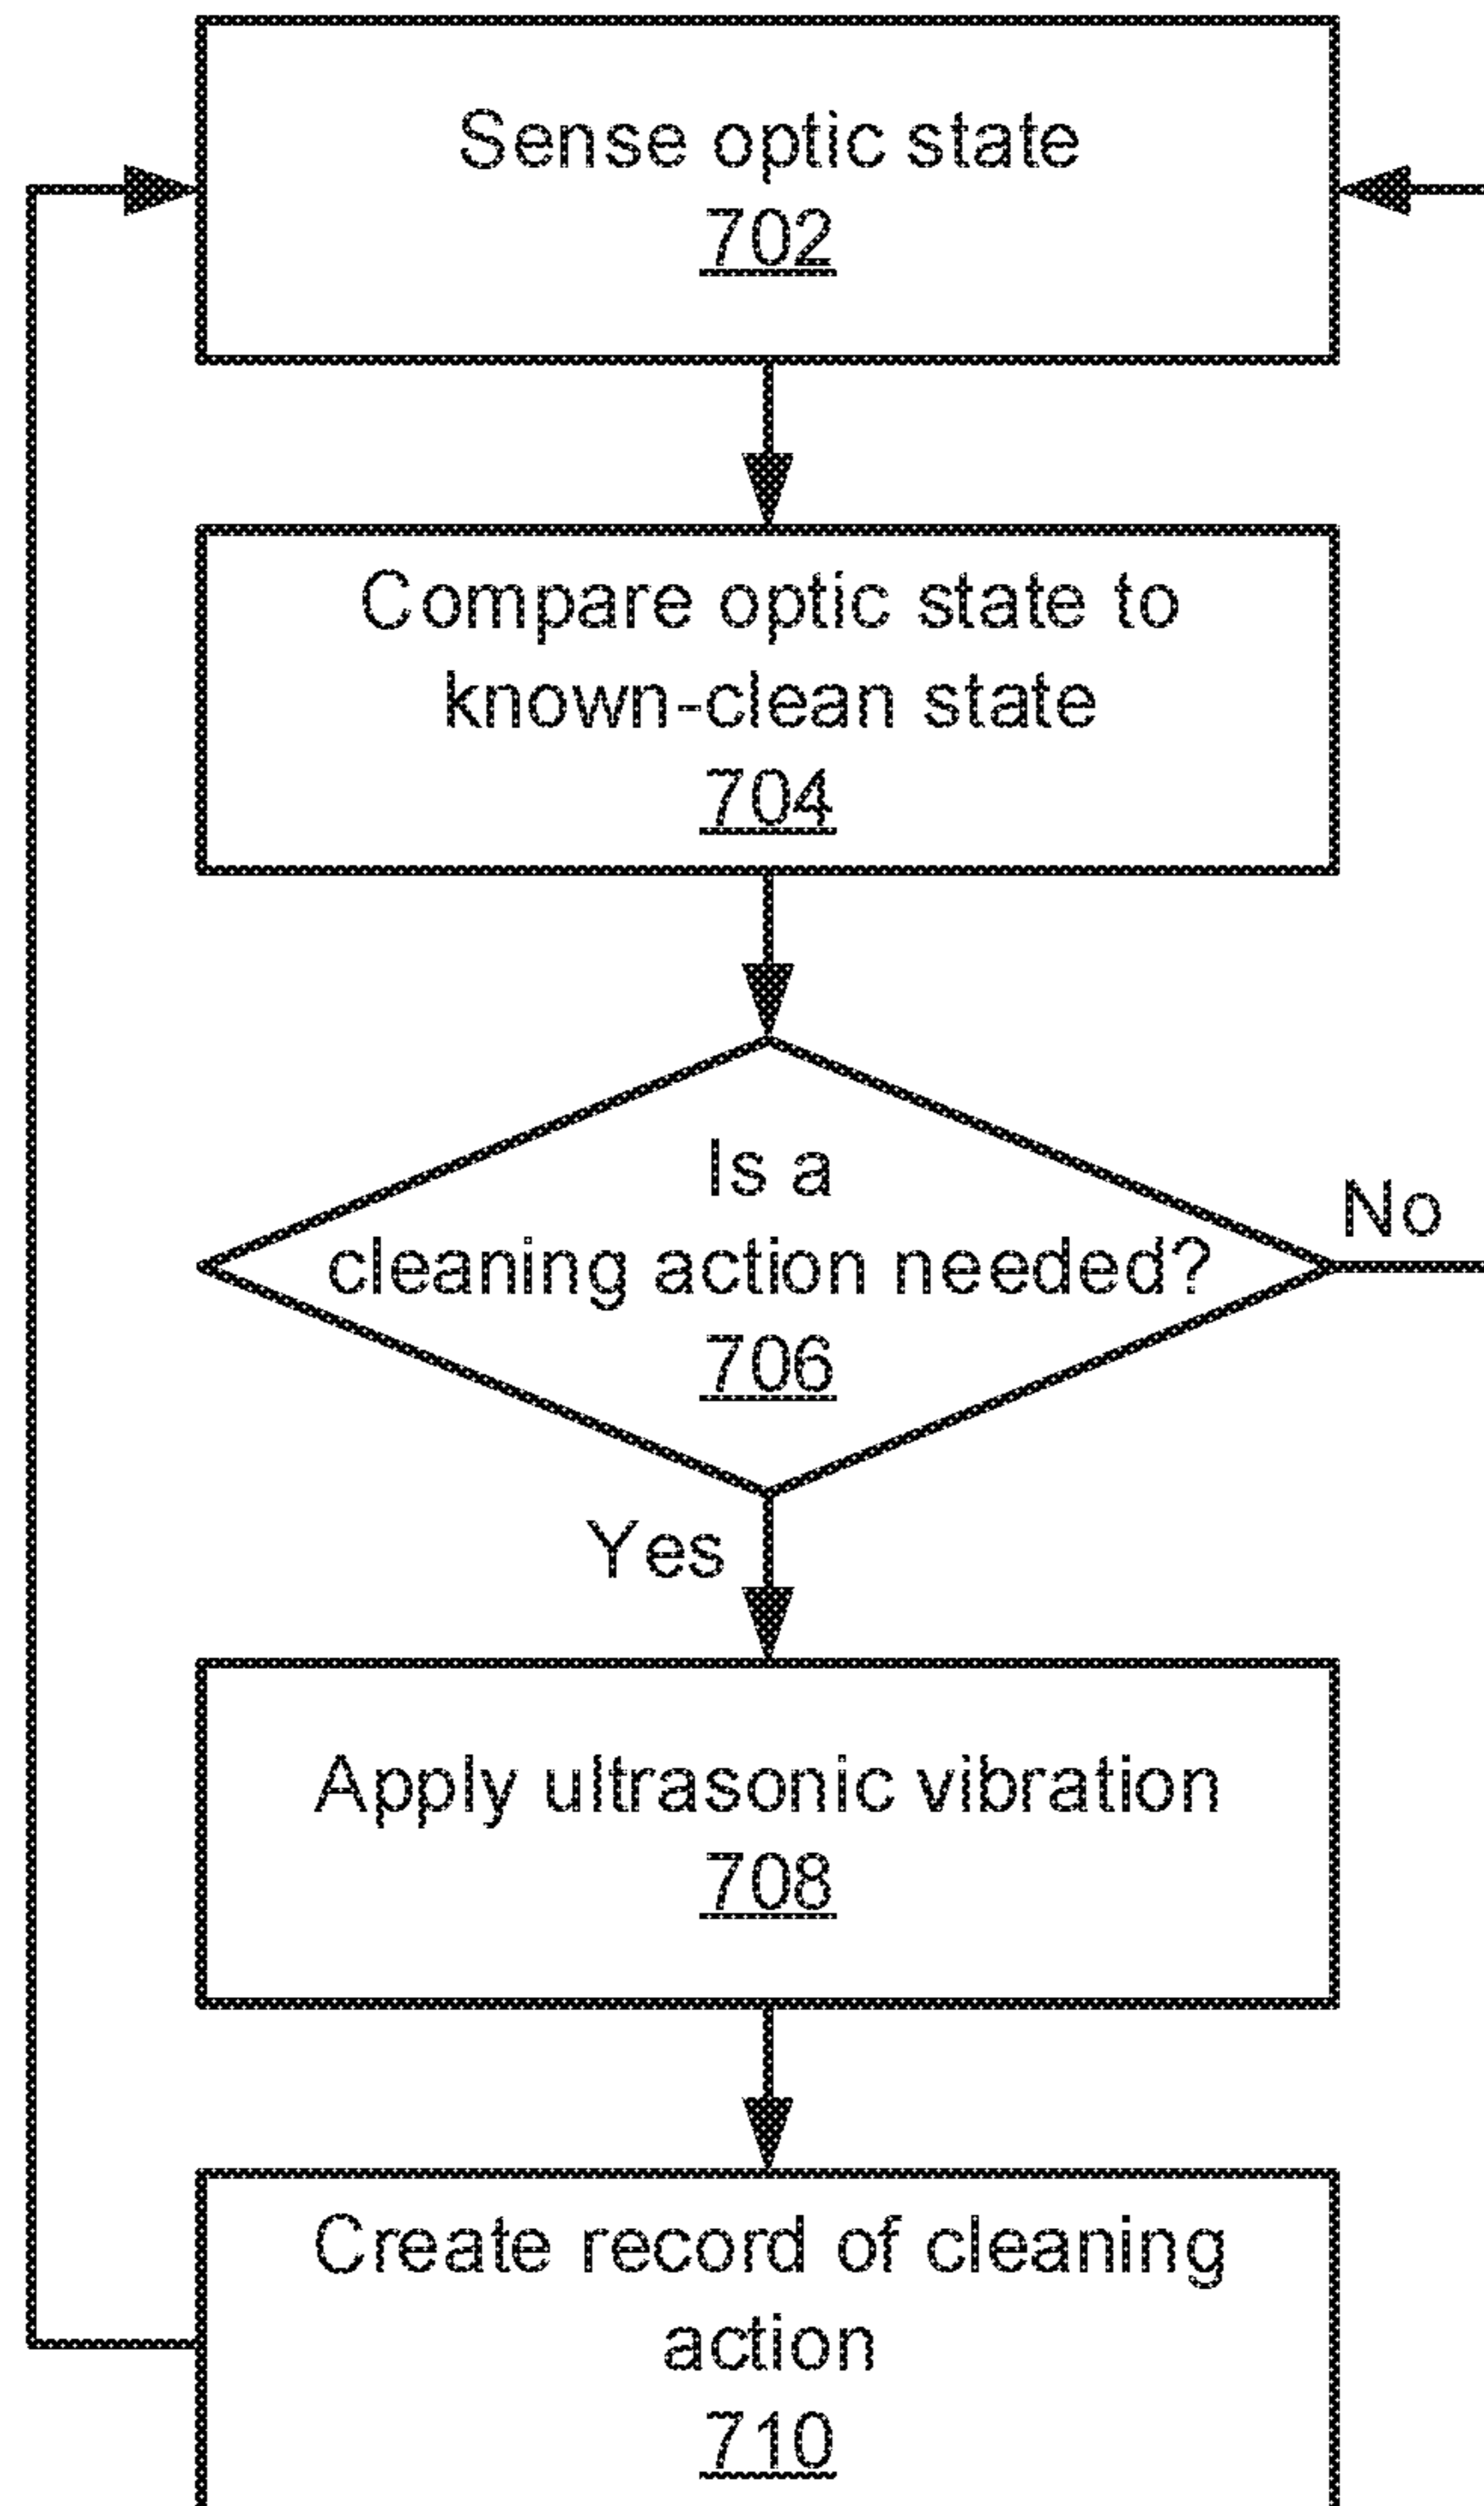 Sense optic state
702
Compare optic state to
known-clean state
704
Is a
cleaning action needed?
706
No
Yes
Apply ultrasonic vibration
708
Create record of cleaning
action
710